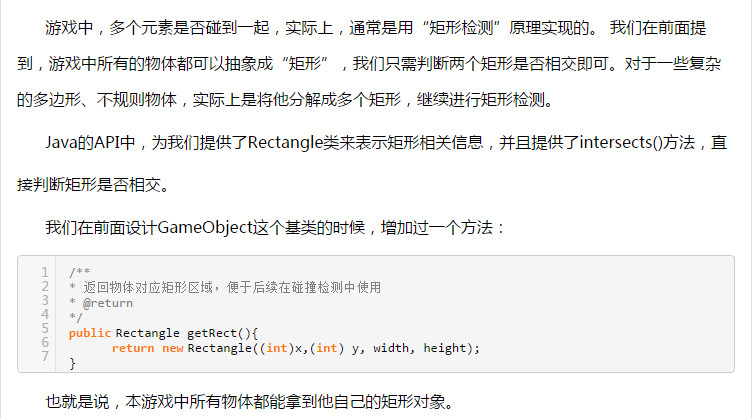 游戏中，多个元素是否碰到一起，实际上，通常是用“矩形检测”原理实现的。 我们在前面提
到，游戏中所有的物体都可以抽象成“矩形”，我们只需判断两个矩形是否相交即可。对于一些复杂
的多边形、不规则物体，实际上是将他分解成多个矩形，继续进行矩形检测。
Java的API中，为我们提供了Rectangle类来表示矩形相关信息，并且提供了intersects()方法，直
接判断矩形是否相交。
我们在前面设计GameObject这个基类的时候，增加过一个方法：
1 /**
2 * 返回物体对应矩形区域，便于后续在碰撞检测中使用
3 * @return
4 */
5 public Rectangle getRect(){
6 return new Rectangle((int)x,(int) y, width, height);
7 }
也就是说，本游戏中所有物体都能拿到他自己的矩形对象。